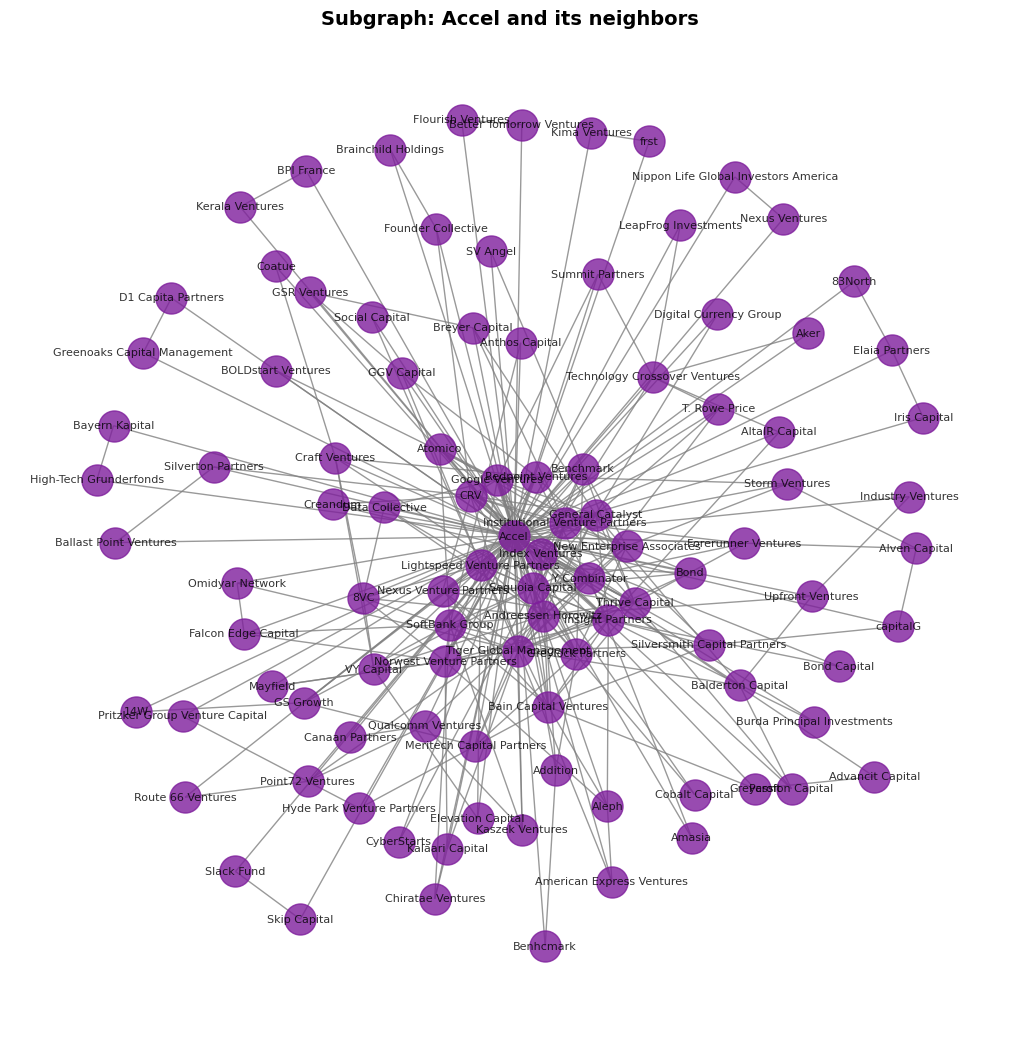 Subgraph: Accel and its neighbors
Flourish Ventures
Better Tomorrow Ventures
Kima Ventures
frst
Brainchild Holdings
BPI France
Nippon Life Global Investors America
Kerala Ventures
Nexus Ventures
Founder Collective
LeapFrog Investments
SV Angel
Coatue
Summit Partners
83North
GSR Ventures
D1 Capita Partners
Social Capital
Digital Currency Group
Breyer Capital
Aker
Anthos Capital
Greenoaks Capital Management
Elaia Partners
BOLDstart Ventures
GGV Capital
Technology Crossover Ventures
T. Rowe Price
Iris Capital
Bayern Kapital
AltaIR Capital
Atomico
Craft Ventures
Silverton Partners
Benchmark
High-Tech Grunderfonds
Google Ventures
Redpoint Ventures
Storm Ventures
CRV
Industry Ventures
Creandum
Data Collective
General Catalyst
Institutional Venture Partners
Accel
Ballast Point Ventures
Forerunner Ventures
New Enterprise Associates
Alven Capital
Index Ventures
Lightspeed Venture Partners
Bond
Y Combinator
Omidyar Network
Sequoia Capital
Nexus Venture Partners
8VC
Upfront Ventures
Thrive Capital
Andreessen Horowitz
Insight Partners
SoftBank Group
capitalG
Falcon Edge Capital
Silversmith Capital Partners
Tiger Global Management
Greylock Partners
Norwest Venture Partners
Bond Capital
VY Capital
Mayfield
Balderton Capital
GS Growth
Bain Capital Ventures
14W
Pritzker Group Venture Capital
Burda Principal Investments
Qualcomm Ventures
Canaan Partners
Meritech Capital Partners
Addition
Advancit Capital
Point72 Ventures
Greycroft
Passion Capital
Cobalt Capital
Route 66 Ventures
Aleph
Hyde Park Venture Partners
Elevation Capital
Kaszek Ventures
Amasia
CyberStarts
Kalaari Capital
Slack Fund
American Express Ventures
Chiratae Ventures
Skip Capital
Benhcmark